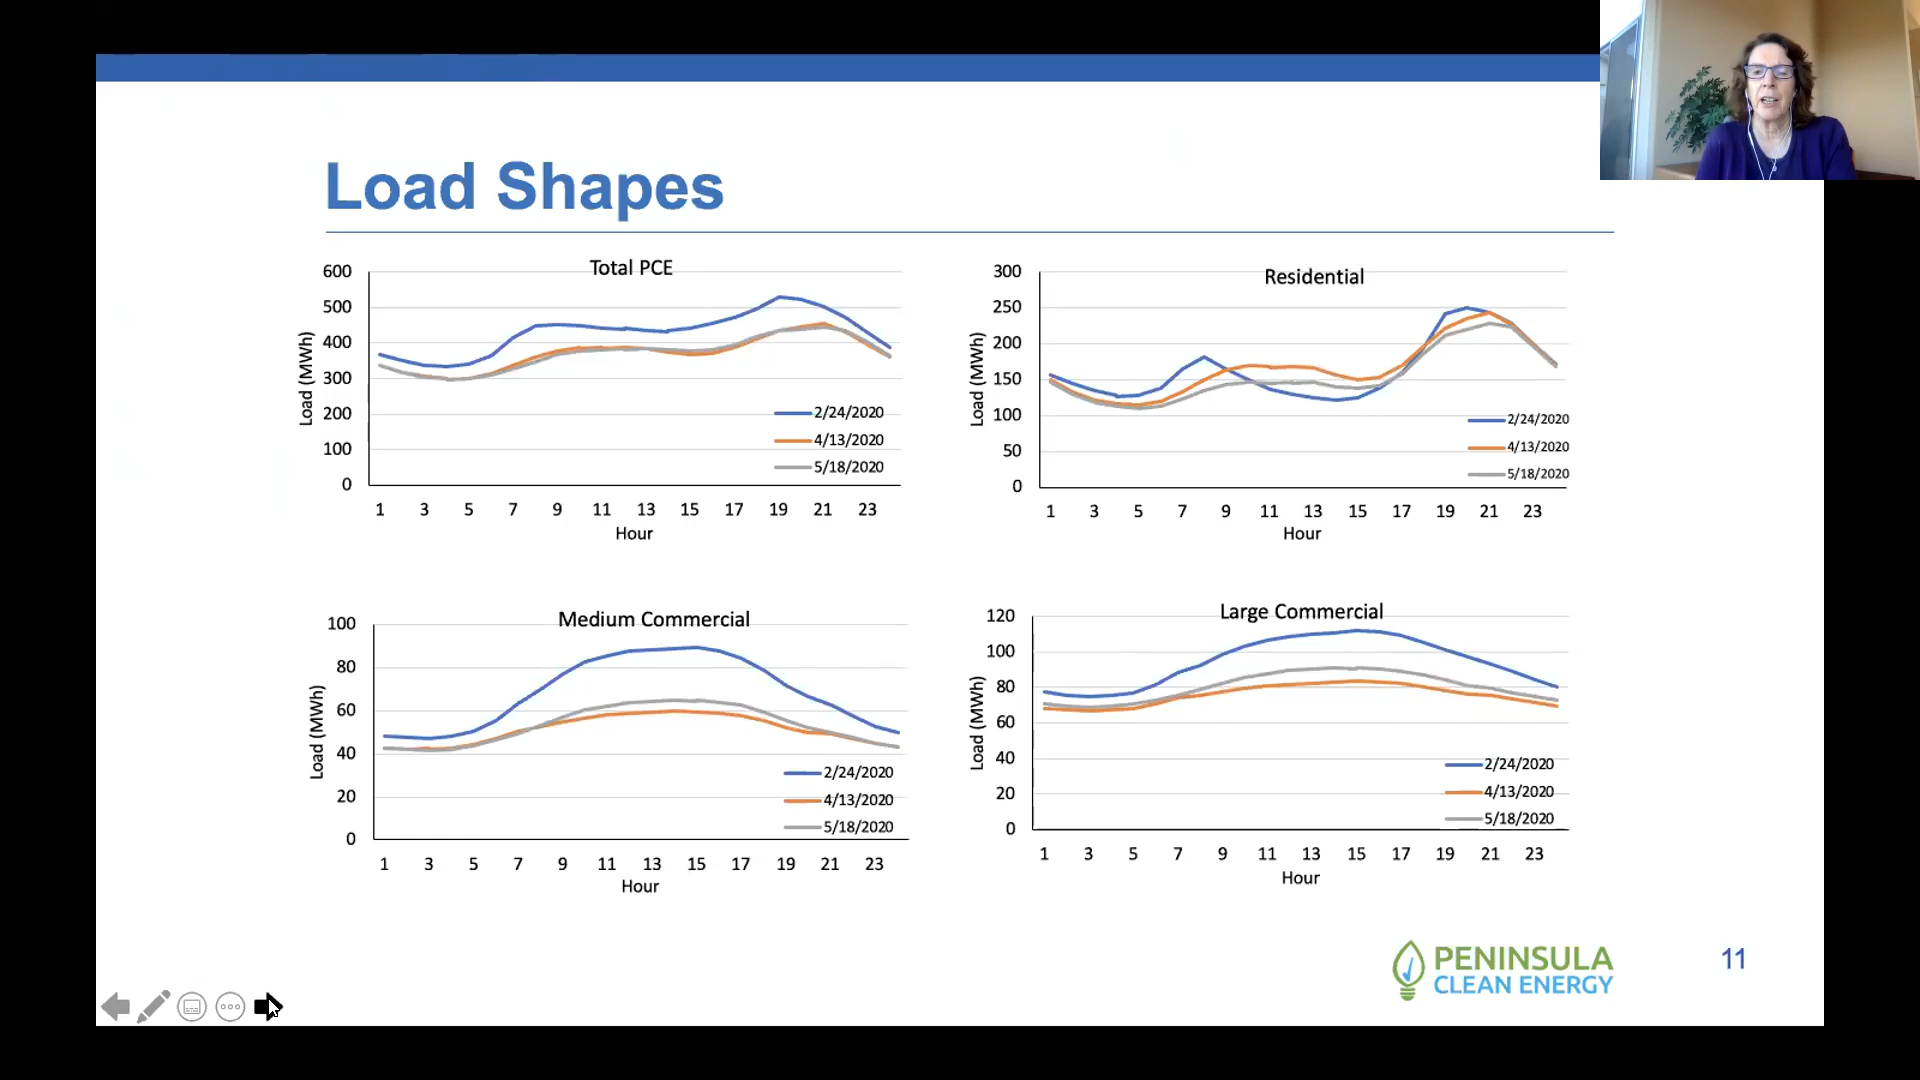 Load Shapes
Total PCE
600
500
400
300
200
100
0
Load (MWh)
2/24/2020
4/13/2020
5/18/2020
1 3 5 7 9 11 13 15 17 19 21 23
Hour
Residential
300
250
200
150
100
50
0
Load (MWh)
2/24/2020
4/13/2020
5/18/2020
1 3 5 7 9 11 13 15 17 19 21 23
Hour
Medium Commercial
100
80
60
40
20
0
Load (MWh)
2/24/2020
4/13/2020
5/18/2020
1 3 5 7 9 11 13 15 17 19 21 23
Hour
Large Commercial
120
100
80
60
40
20
0
Load (MWh)
2/24/2020
4/13/2020
5/18/2020
1 3 5 7 9 11 13 15 17 19 21 23
Hour
PENINSULA
CLEAN ENERGY
11